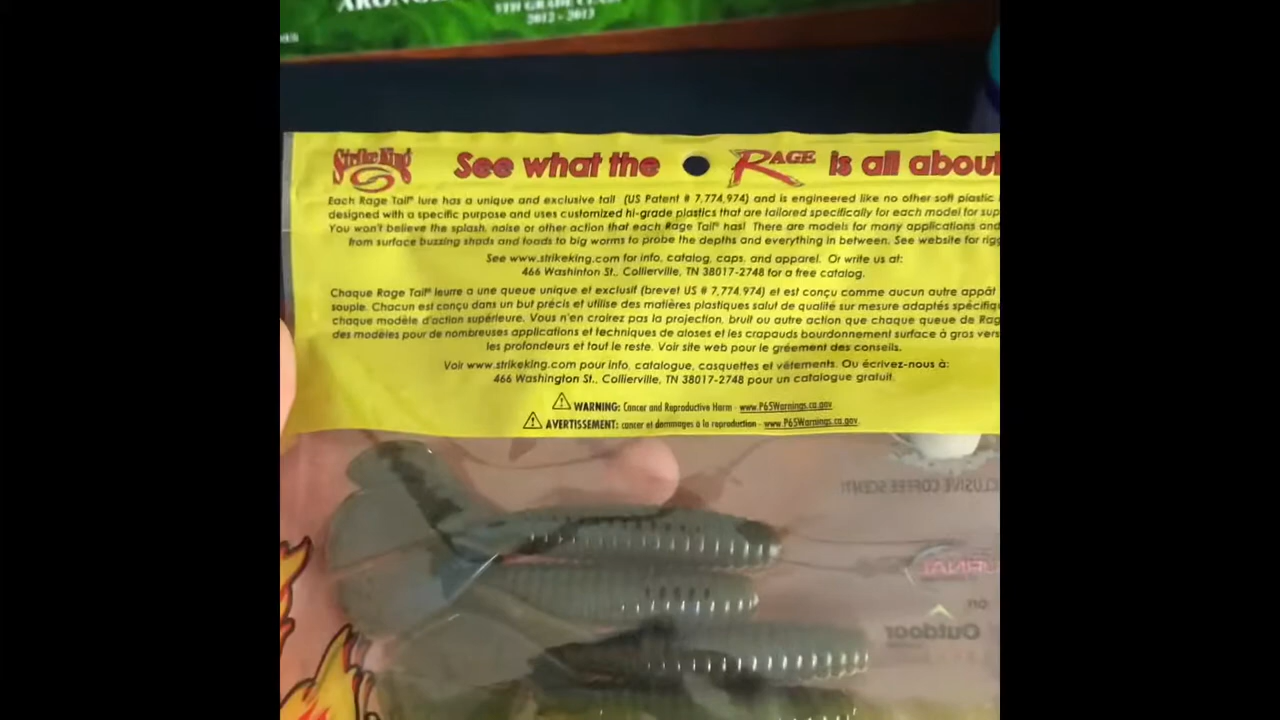 5TH GRADE CLASS
2012 - 2013
Strike King
See what the RAGE is all about
Each Rage Tail® lure has a unique and exclusive tail (US Patent # 7,774,974) and is engineered like no other soft plastic
designed with a specific purpose and uses customized hi-grade plastics that are tailored specifically for each model for sup
You won't believe the splash, noise or other action that each Rage Tail® has! There are models for many applications and
from surface buzzing shads and toads to big worms to probe the depths and everything in between. See website for rigg
See www.strikeking.com for info, catalog, caps, and apparel. Or write us at:
466 Washinton St., Collierville, TN 38017-2748 for a free catalog.
Chaque Rage Tail® leurre a une queue unique et exclusif (brevet US # 7,774,974) et est conçu comme aucun autre appât
souple. Chacun est conçu dans un but précis et utilise des matières plastiques salut de qualité sur mesure adaptés spécifiq
chaque modèle d'action supérieure. Vous n'en croirez pas la projection, bruit ou autre action que chaque queue de Rag
des modèles pour de nombreuses applications et techniques de aloses et les crapauds bourdonnement surface à gros vers
les profondeurs et tout le reste. Voir site web pour le gréement des conseils.
Voir www.strikeking.com pour info, catalogue, casquettes et vêtements. Ou écrivez-nous à:
466 Washington St., Collierville, TN 38017-2748 pour un catalogue gratuit.
WARNING: Cancer and Reproductive Harm - www.P65Warnings.ca.gov
AVERTISSEMENT: cancer et dommages à la reproduction - www.P65Warnings.ca.gov.
CLUSIVE COFFEE SCENT!
on
Outdoor